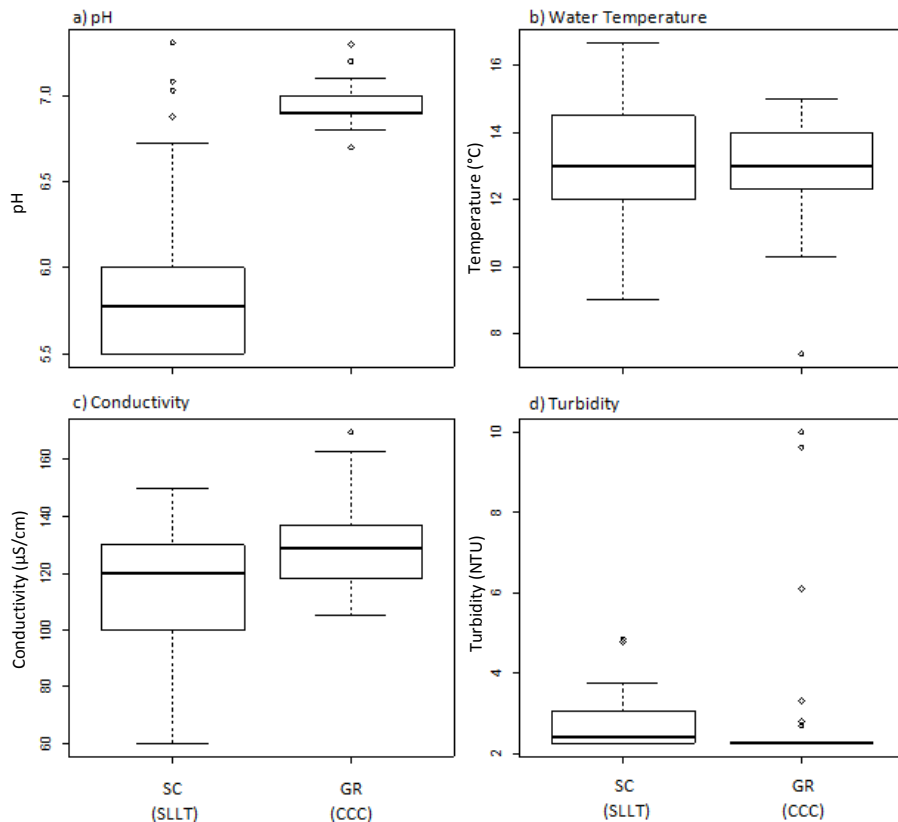 a) pH
b) Water Temperature
7.0
6.5
6.0
5.5
pH
16
14
12
10
8
Temperature (°C)
c) Conductivity
d) Turbidity
160
140
120
100
80
60
Conductivity (µS/cm)
10
8
6
4
2
Turbidity (NTU)
SC
(SLLT)
GR
(CCC)
SC
(SLLT)
GR
(CCC)